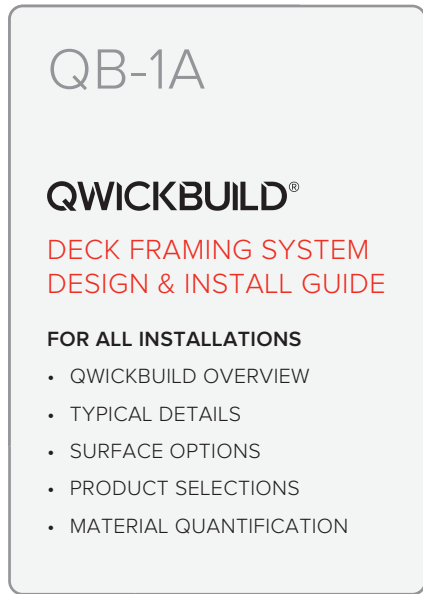 QB-1A
QWICKBUILD®
DECK FRAMING SYSTEM
DESIGN & INSTALL GUIDE
FOR ALL INSTALLATIONS
• QWICKBUILD OVERVIEW
• TYPICAL DETAILS
• SURFACE OPTIONS
• PRODUCT SELECTIONS
• MATERIAL QUANTIFICATION